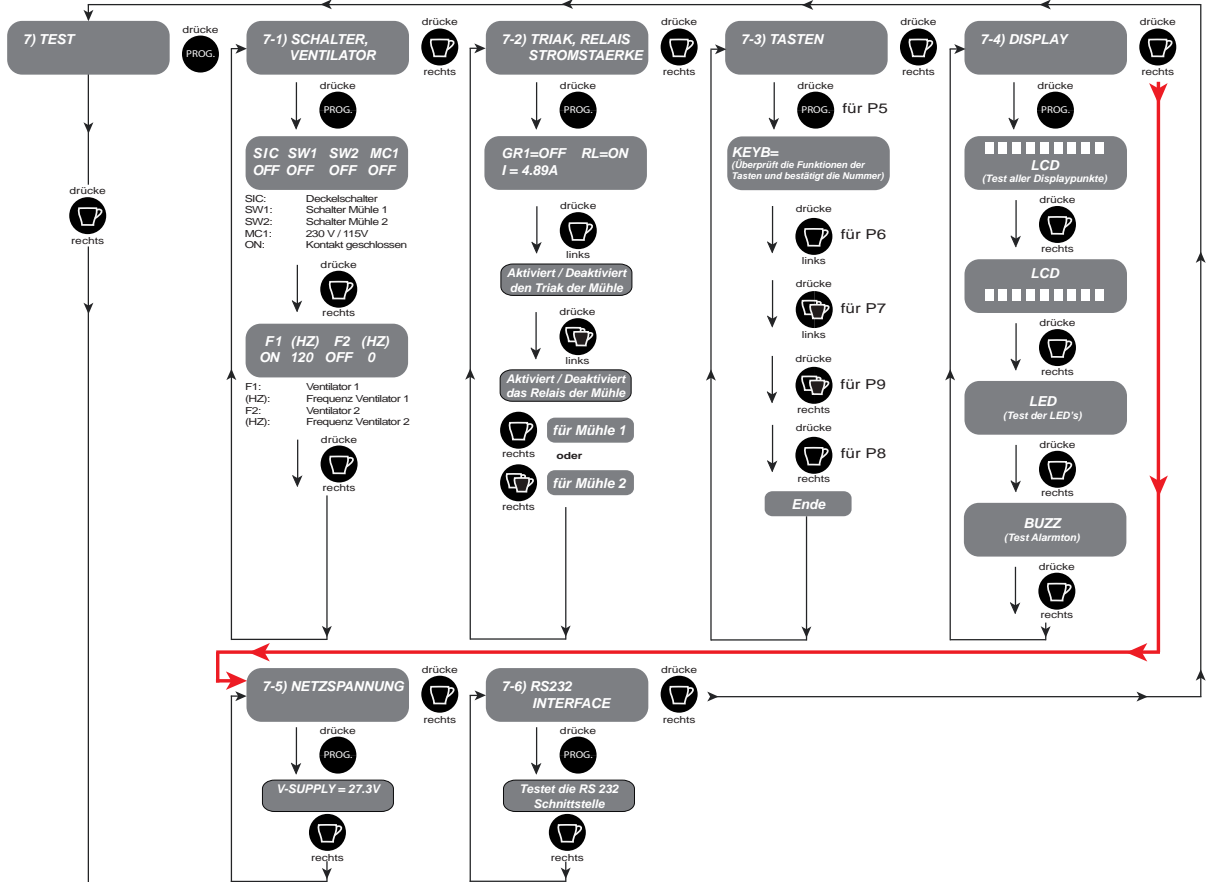 7) TEST
drücke
PROG.
drücke
rechts
7-1) SCHALTER,
VENTILATOR
drücke
rechts
drücke
PROG.
SIC SW1 SW2 MC1
OFF OFF OFF OFF
SIC: Deckelschalter
SW1: Schalter Mühle 1
SW2: Schalter Mühle 2
MC1: 230 V / 115V
ON: Kontakt geschlossen
drücke
rechts
F1 (HZ) F2 (HZ)
ON 120 OFF 0
F1: Ventilator 1
(HZ): Frequenz Ventilator 1
F2: Ventilator 2
(HZ): Frequenz Ventilator 2
drücke
rechts
7-2) TRIAK, RELAIS
STROMSTAERKE
drücke
rechts
drücke
PROG.
GR1=OFF RL=ON
I = 4.89A
drücke
links
Aktiviert / Deaktiviert
den Triak der Mühle
drücke
links
Aktiviert / Deaktiviert
das Relais der Mühle
rechts
für Mühle 1
oder
rechts
für Mühle 2
7-3) TASTEN
drücke
rechts
drücke
PROG. für P5
KEYB=
(Überprüft die Funktionen der
Tasten und bestätigt die Nummer)
drücke
für P6
links
drücke
für P7
links
drücke
für P9
rechts
drücke
für P8
rechts
Ende
7-4) DISPLAY
drücke
rechts
drücke
PROG.
LCD
(Test aller Displaypunkte)
drücke
rechts
LCD
drücke
rechts
LED
(Test der LED's)
drücke
rechts
BUZZ
(Test Alarmton)
drücke
rechts
7-5) NETZSPANNUNG
drücke
rechts
drücke
PROG.
V-SUPPLY = 27.3V
rechts
7-6) RS232
INTERFACE
drücke
rechts
drücke
PROG.
Testet die RS 232
Schnittstelle
rechts